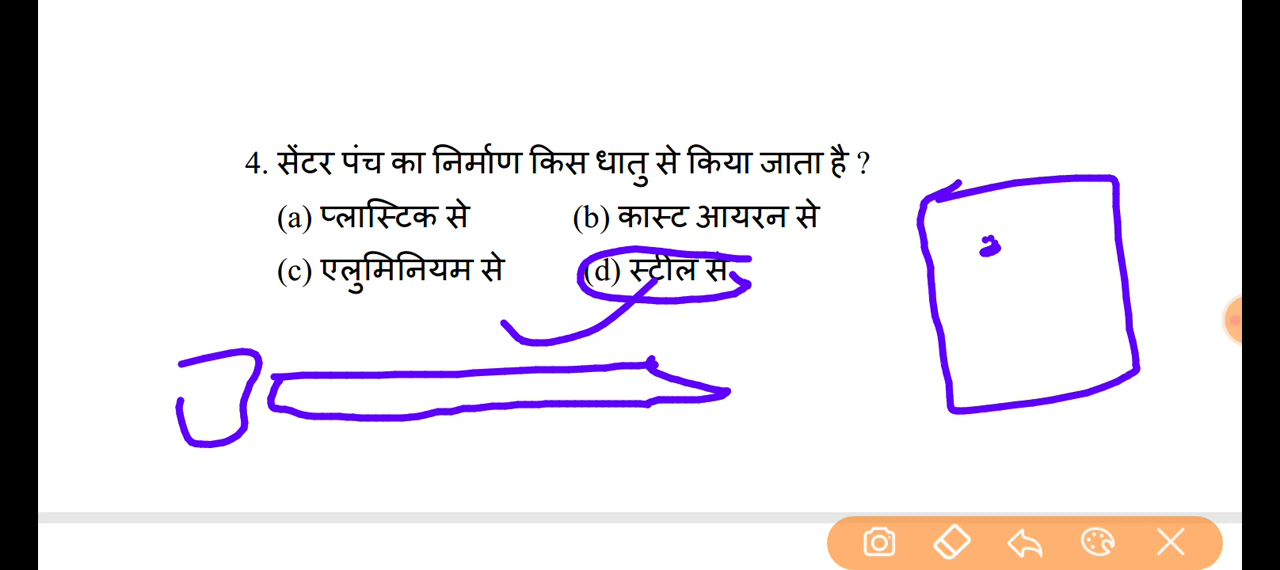 4. सेंटर पंच का निर्माण किस धातु से किया जाता है ?
(a) प्लास्टिक से (b) कास्ट आयरन से
(c) एलुमिनियम से (d) स्टील से